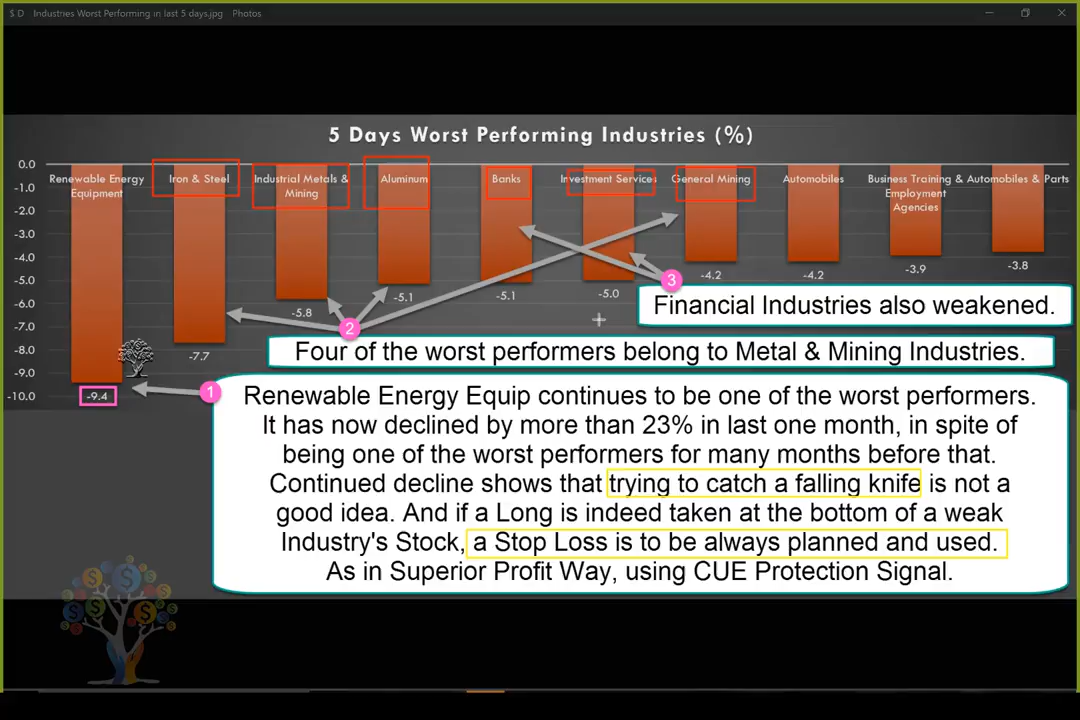 $ D Industries Worst Performing in last 5 days.jpg Photos
5 Days Worst Performing Industries (%)
0.0
-1.0
-2.0
-3.0
-4.0
-5.0
-6.0
-7.0
-8.0
-9.0
-10.0
Renewable Energy
Equipment
Iron & Steel
Industrial Metals &
Mining
Aluminum
Banks
Investment Services
General Mining
Automobiles
Business Training &
Employment
Agencies
Automobiles & Parts
-9.4
-7.7
-5.8
-5.1
-5.1
-5.0
-4.2
-4.2
-3.9
-3.8
3
Financial Industries also weakened.
2
Four of the worst performers belong to Metal & Mining Industries.
1
Renewable Energy Equip continues to be one of the worst performers.
It has now declined by more than 23% in last one month, in spite of
being one of the worst performers for many months before that.
Continued decline shows that trying to catch a falling knife is not a
good idea. And if a Long is indeed taken at the bottom of a weak
Industry's Stock, a Stop Loss is to be always planned and used.
As in Superior Profit Way, using CUE Protection Signal.